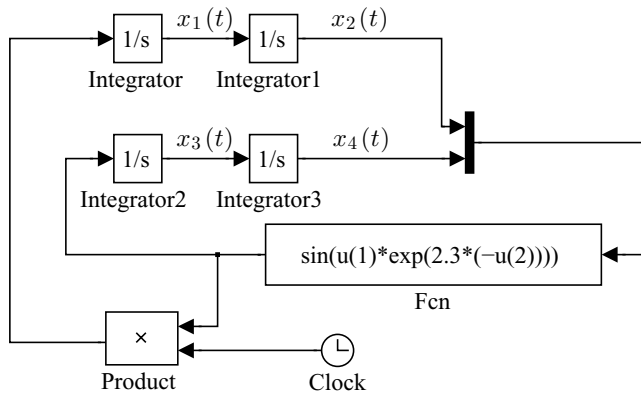 x₁(t) x₂(t)
1/s 1/s
Integrator Integrator1
x₃(t) x₄(t)
1/s 1/s
Integrator2 Integrator3
sin(u(1)*exp(2.3*(−u(2))))
Fcn
×
Product Clock